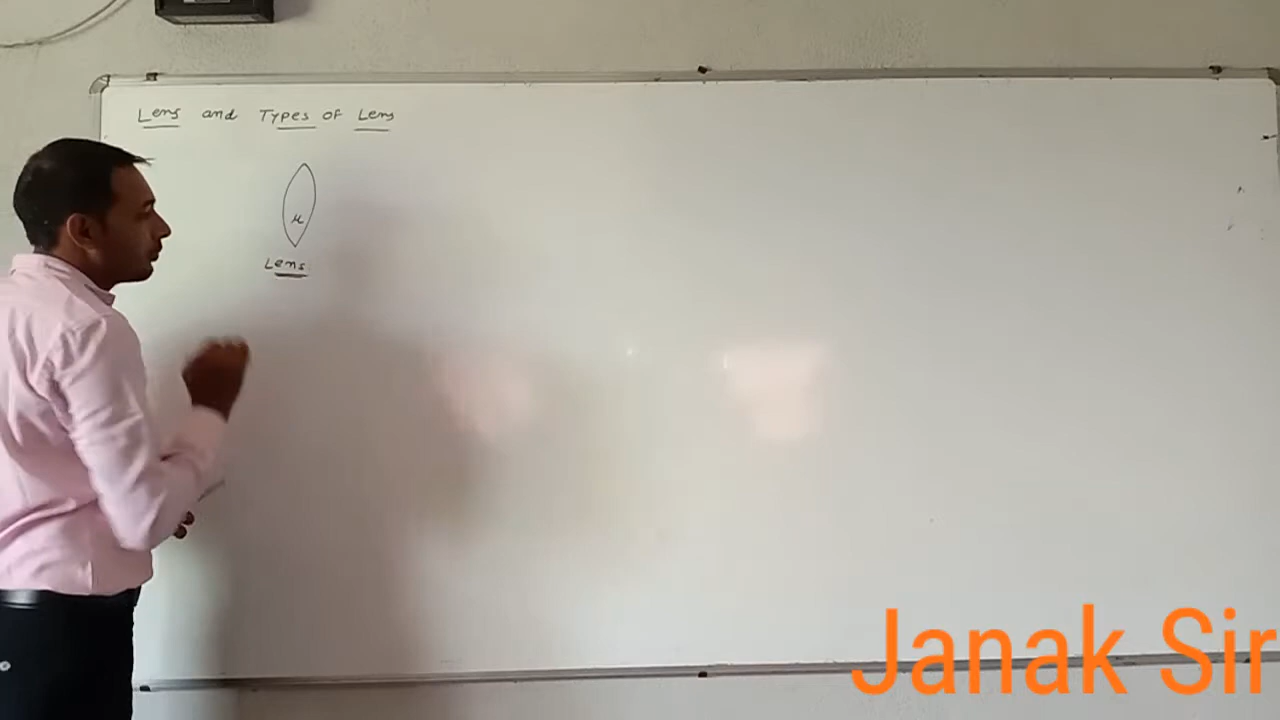 Lens and Types of Lens
μ
Lens
Janak Sir